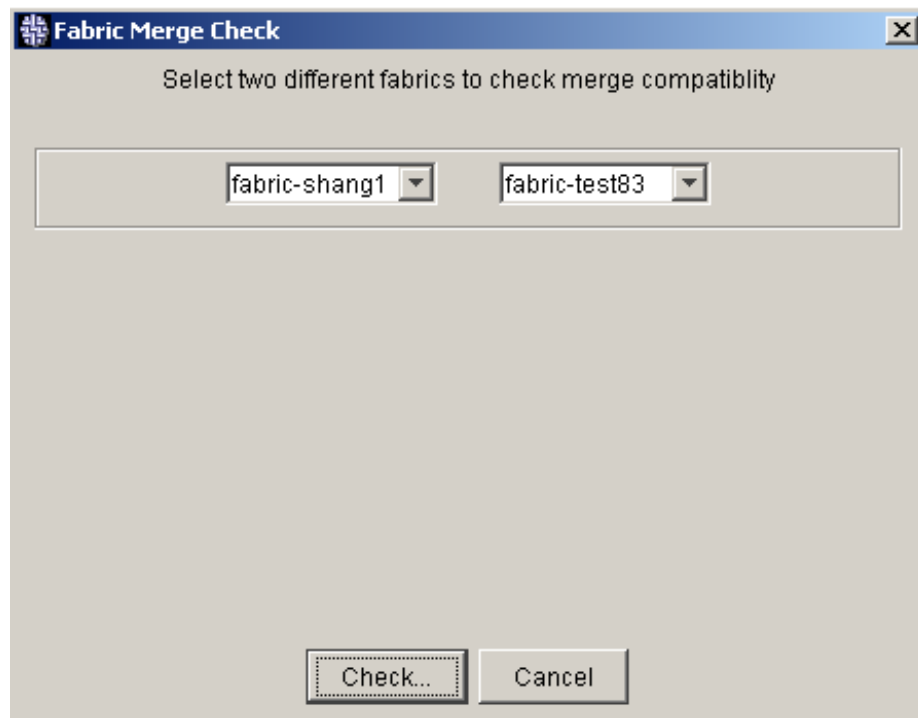 Fabric Merge Check
Select two different fabrics to check merge compatiblity
fabric-shang1 fabric-test83
Check... Cancel